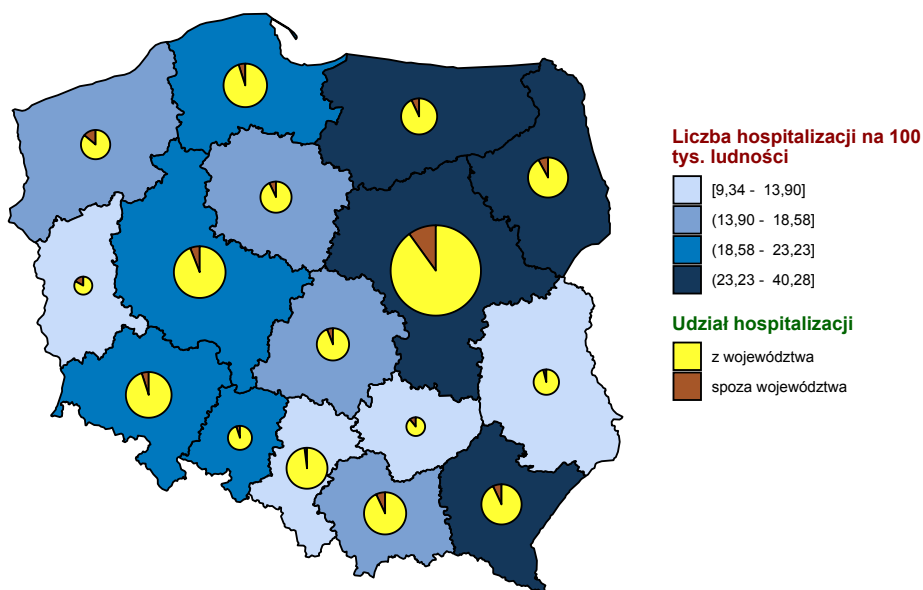 Liczba hospitalizacji na 100
tys. ludności
[9,34 - 13,90]
(13,90 - 18,58]
(18,58 - 23,23]
(23,23 - 40,28]
Udział hospitalizacji
z województwa
spoza województwa